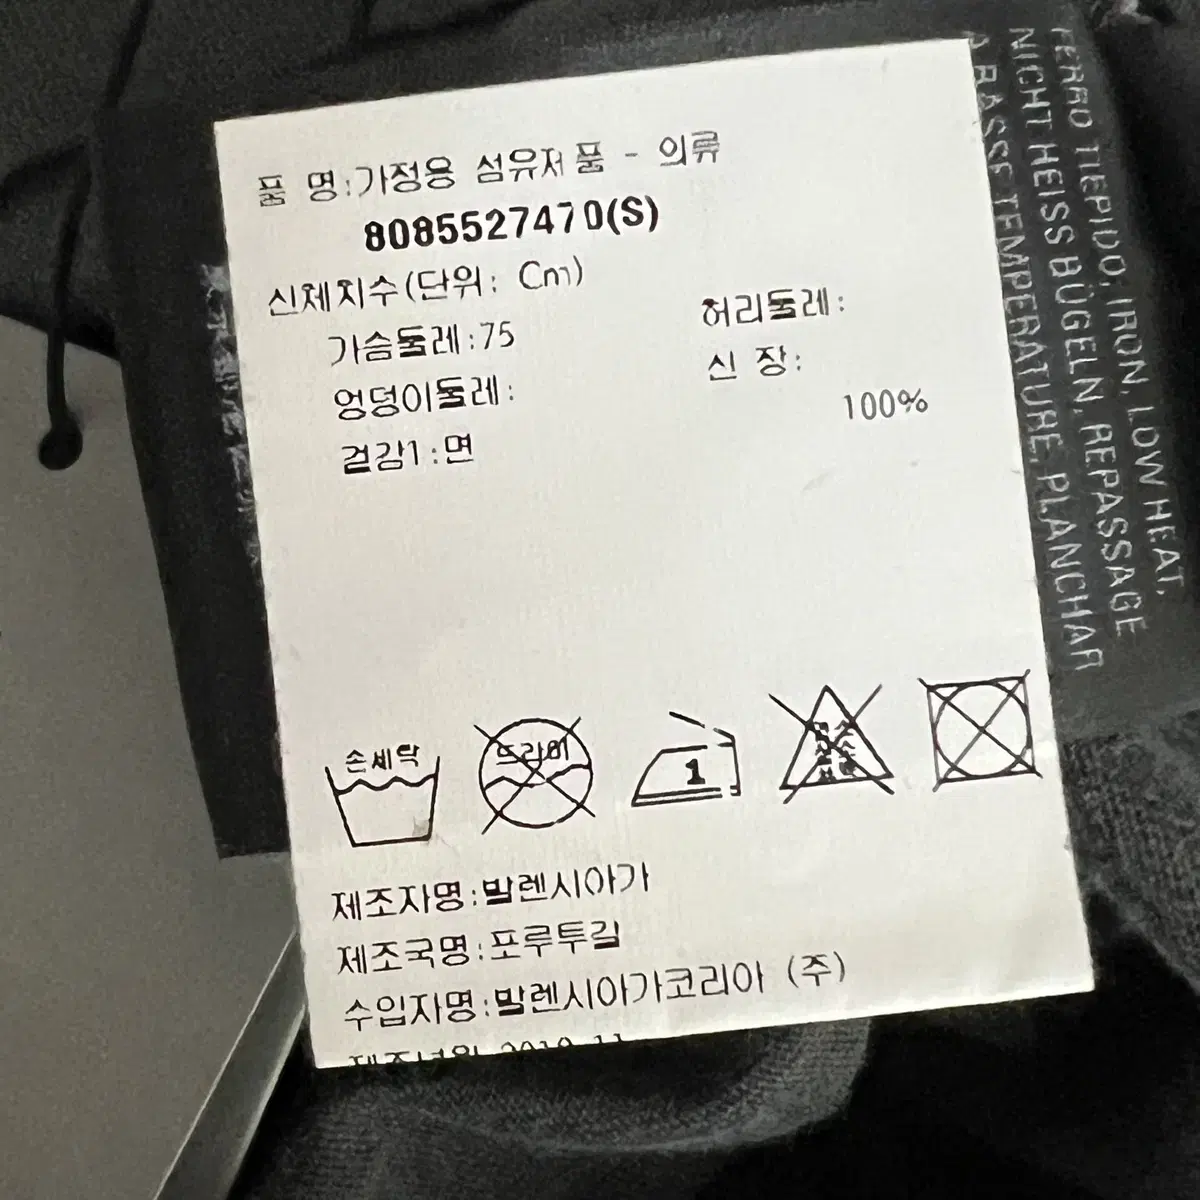 품 명:가정용 섬유제품 - 의류
8085527470(S)
신체치수(단위: Cm)
가슴둘레:75
허리둘레:
엉덩이둘레:
신 장:
겉감1:면 100%
손세탁
드라이
1
제조자명:발렌시아가
제조국명:포루투갈
수입자명:발렌시아가코리아 (주)
TIEPIDO, IRON, LOW HEAT,
NICHT HEISS BÜGELN, REPASSAGE
A BASSE TEMPERATURE, PLANCHAR